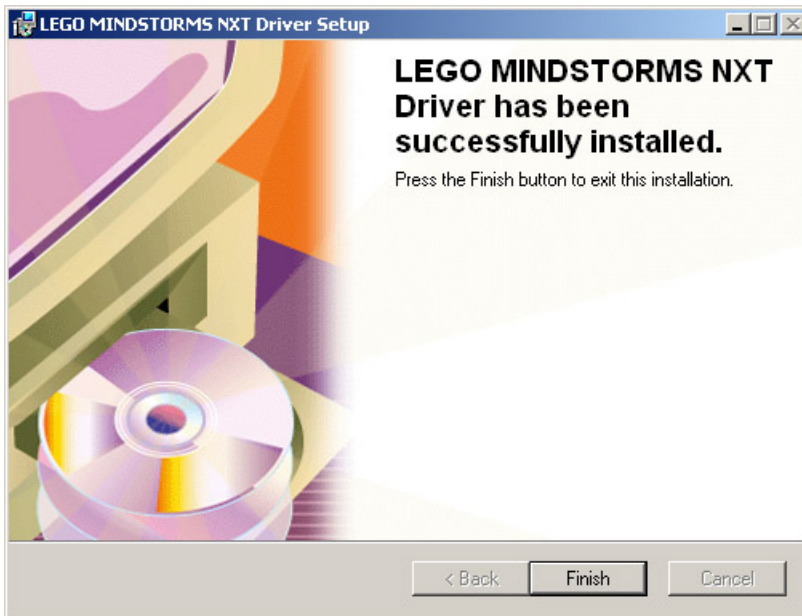 LEGO MINDSTORMS NXT Driver Setup
LEGO MINDSTORMS NXT
Driver has been
successfully installed.
Press the Finish button to exit this installation.
< Back Finish Cancel